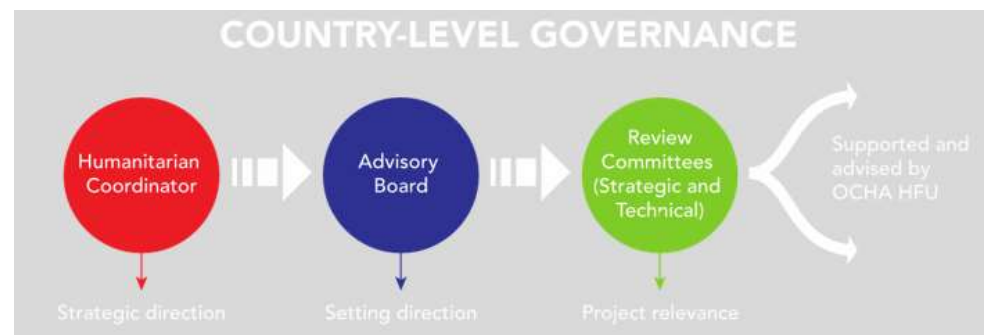 COUNTRY-LEVEL GOVERNANCE
Humanitarian
Coordinator
Advisory
Board
Review
Committees
(Strategic and
Technical)
Supported and
advised by
OCHA HFU
Strategic direction
Setting direction
Project relevance